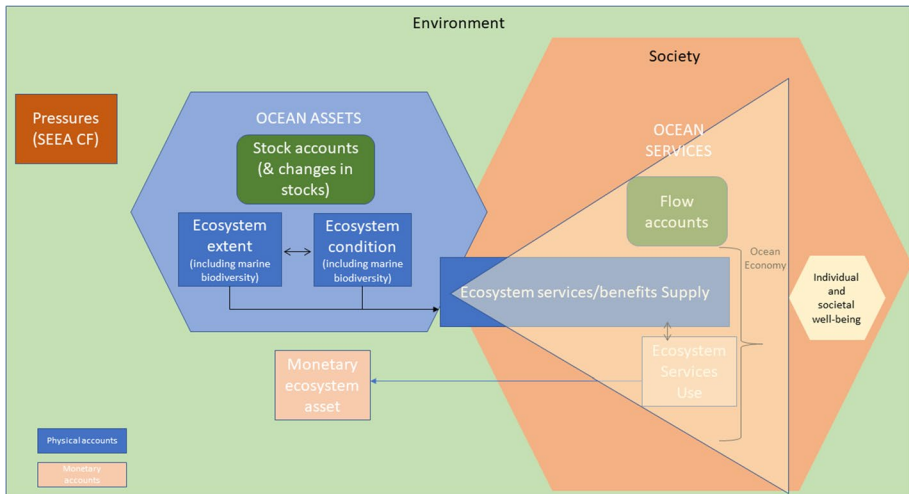 Environment
Society
Pressures
(SEEA CF)
OCEAN ASSETS
Stock accounts
(& changes in
stocks)
Ecosystem
extent
(including marine
biodiversity)
Ecosystem
condition
(including marine
biodiversity)
OCEAN
SERVICES
Flow
accounts
Ocean
Economy
Ecosystem services/benefits Supply
Individual
and
societal
well-being
Ecosystem
Services
Use
Monetary
ecosystem
asset
Physical accounts
Monetary
accounts